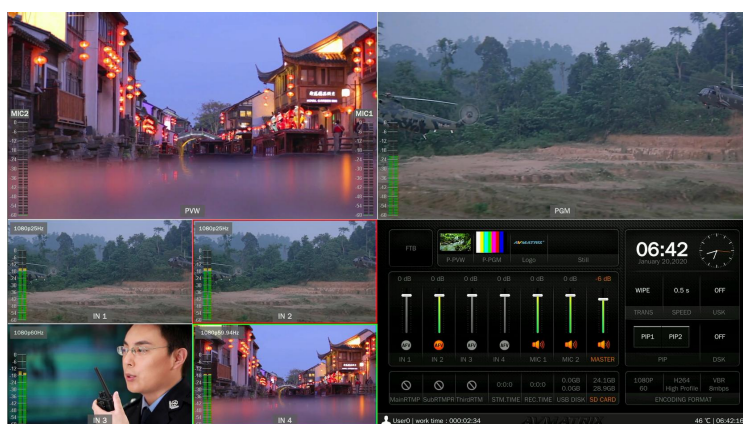 MIC2
MIC1
PVW
PGM
1080p25Hz
IN 1
1080p25Hz
IN 2
1080p60Hz
IN 3
1080p59.94Hz
IN 4
FTB
AVMATRIX
P-PVW P-PGM Logo Still
06:42
January 20.2020
0 dB 0 dB 0 dB 0 dB 0 dB 0 dB -6 dB
AFV AFV AFV AFV
IN 1 IN 2 IN 3 IN 4 MIC 1 MIC 2 MASTER
WIPE 0.5 s OFF
TRANS SPEED USK
PIP1 PIP2 OFF
PIP DSK
0:0:0 0:0:0 0.0GB 24.1GB
0.0GB 28.9GB
MainRTMP SubRTMP ThirdRTM STM.TIME REC.TIME USB DISK SD CARD
1080P H264 VBR
60 High Profile 8mbps
ENCODING FORMAT
User0 | work time : 000:02:34
46 ℃ | 06:42:16